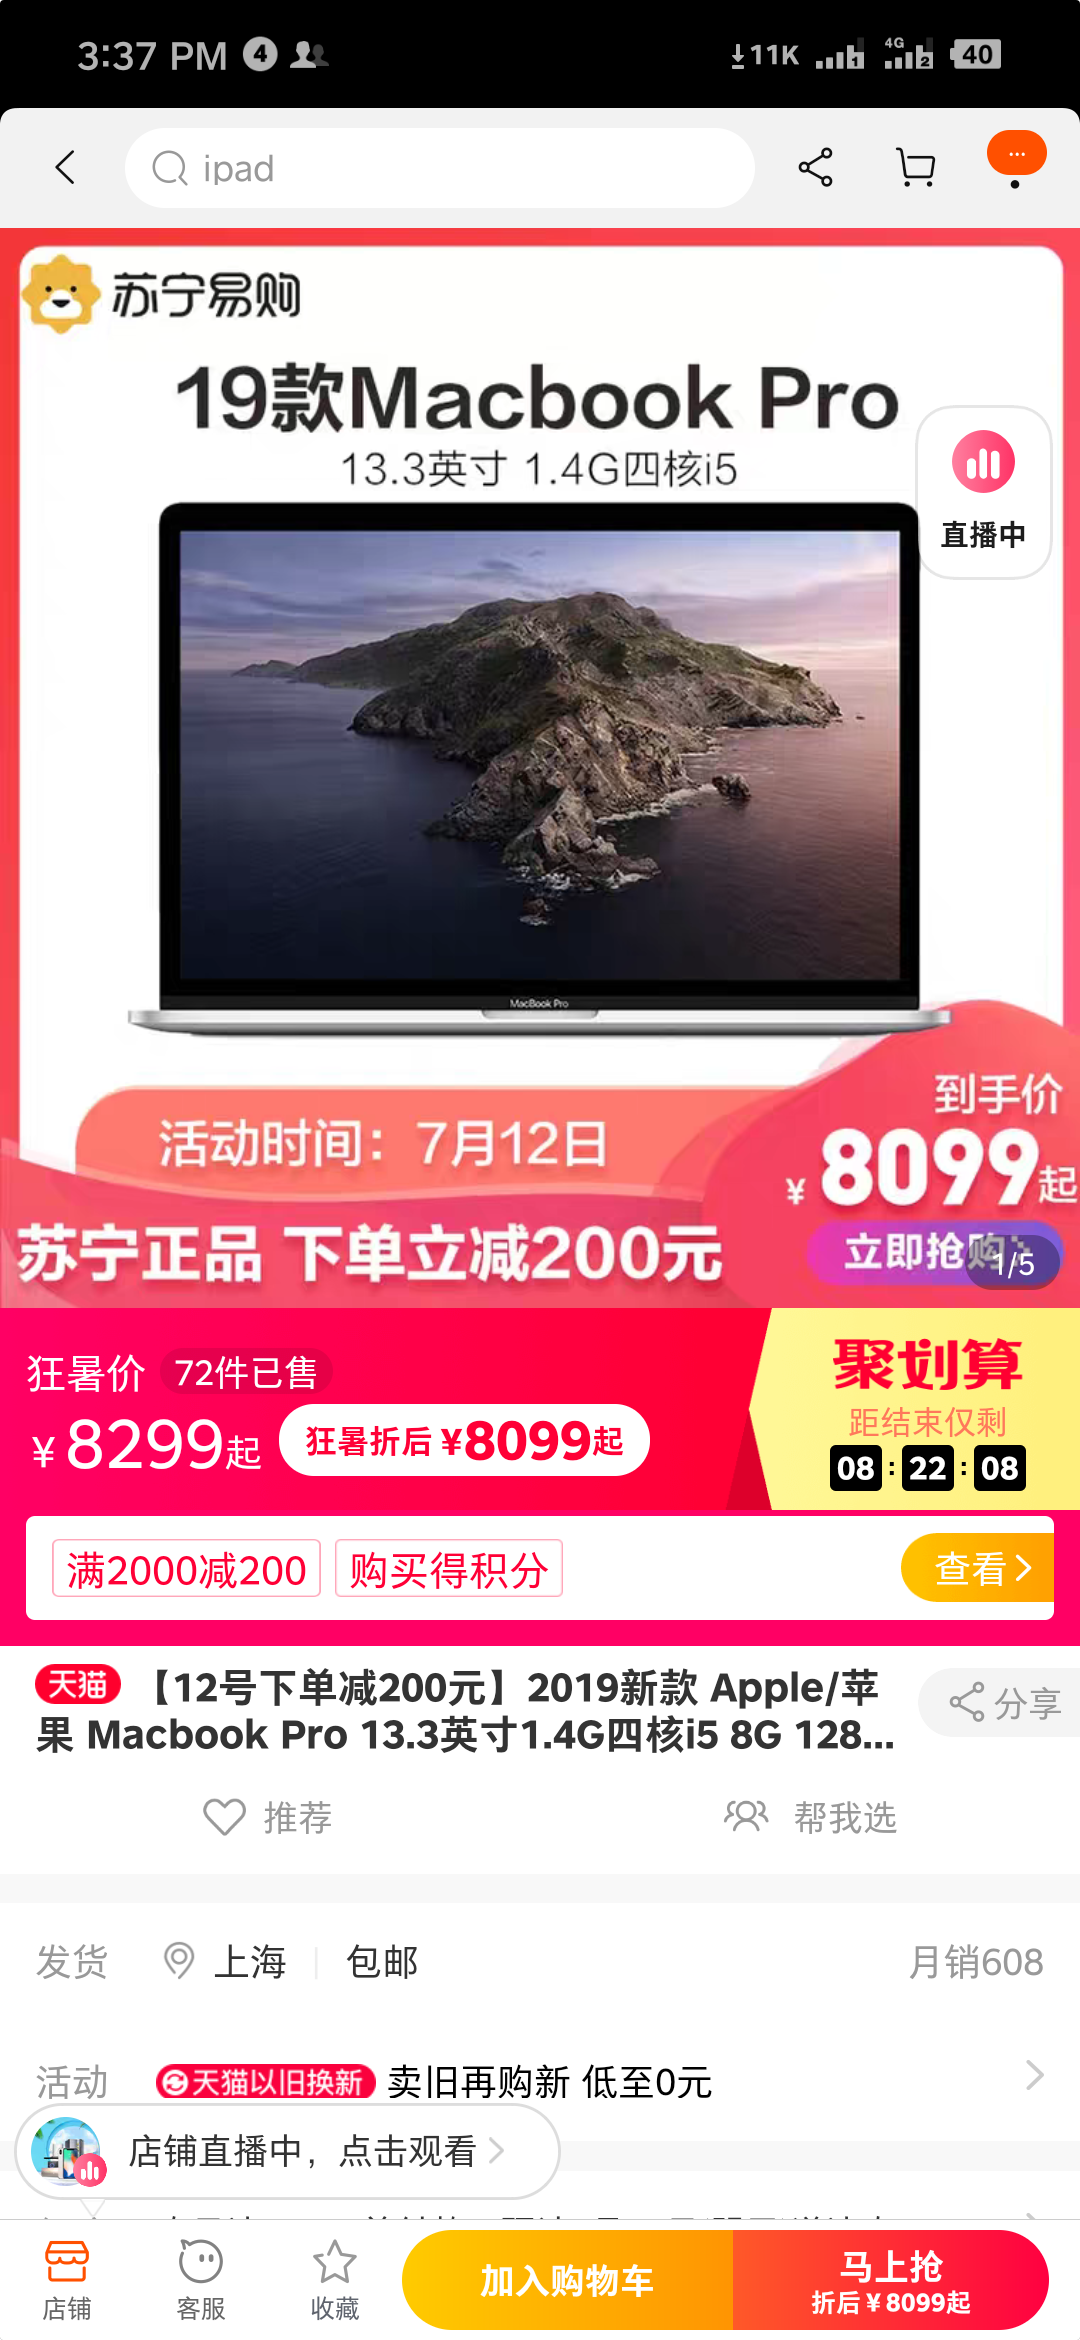 3:37 PM 4
11K 1 4G 2 40
ipad
苏宁易购
19款Macbook Pro
13.3英寸 1.4G四核i5
直播中
MacBook Pro
活动时间：7月12日
到手价
¥8099起
苏宁正品 下单立减200元
立即抢购
1/5
狂暑价 72件已售
¥8299起 狂暑折后 ¥8099起
聚划算
距结束仅剩
08:22:08
满2000减200 购买得积分 查看
天猫 【12号下单减200元】2019新款 Apple/苹
果 Macbook Pro 13.3英寸1.4G四核i5 8G 128...
分享
推荐 帮我选
发货 上海 包邮 月销608
活动 天猫以旧换新 卖旧再购新 低至0元
店铺直播中，点击观看
店铺 客服 收藏
加入购物车
马上抢
折后¥8099起